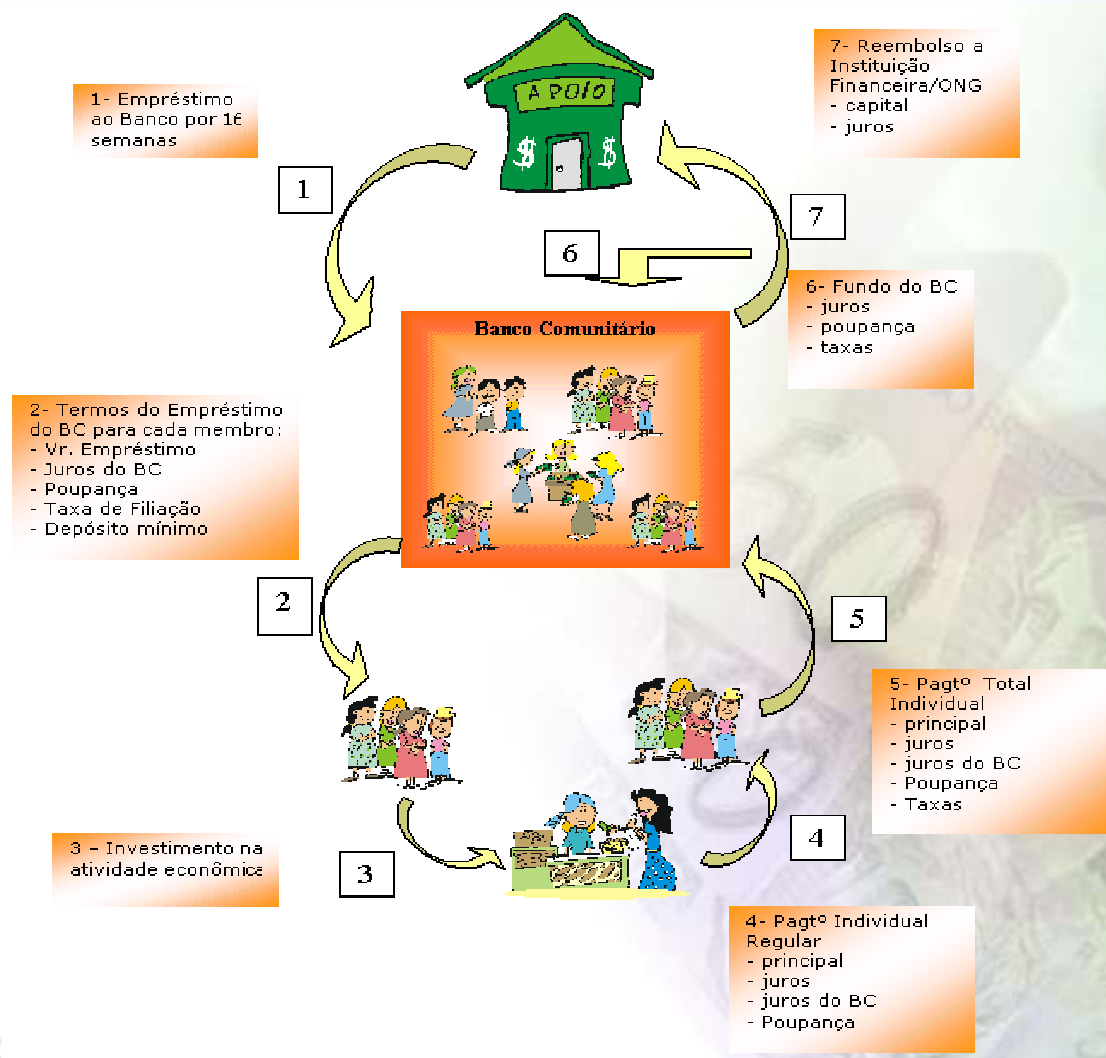 APOIO
$ $
7- Reembolso a
Instituição
Financeira/ONG
- capital
- juros
1- Empréstimo
ao Banco por 16
semanas
1
7
6
6- Fundo do BC
- juros
- poupança
- taxas
Banco Comunitário
2- Termos do Empréstimo
do BC para cada membro:
- Vr. Empréstimo
- Juros do BC
- Poupança
- Taxa de Filiação
- Depósito mínimo
2
5
5- Pagtº Total
Individual
- principal
- juros
- juros do BC
- Poupança
- Taxas
3 – Investimento na
atividade econômica
3
4
4- Pagtº Individual
Regular
- principal
- juros
- juros do BC
- Poupança